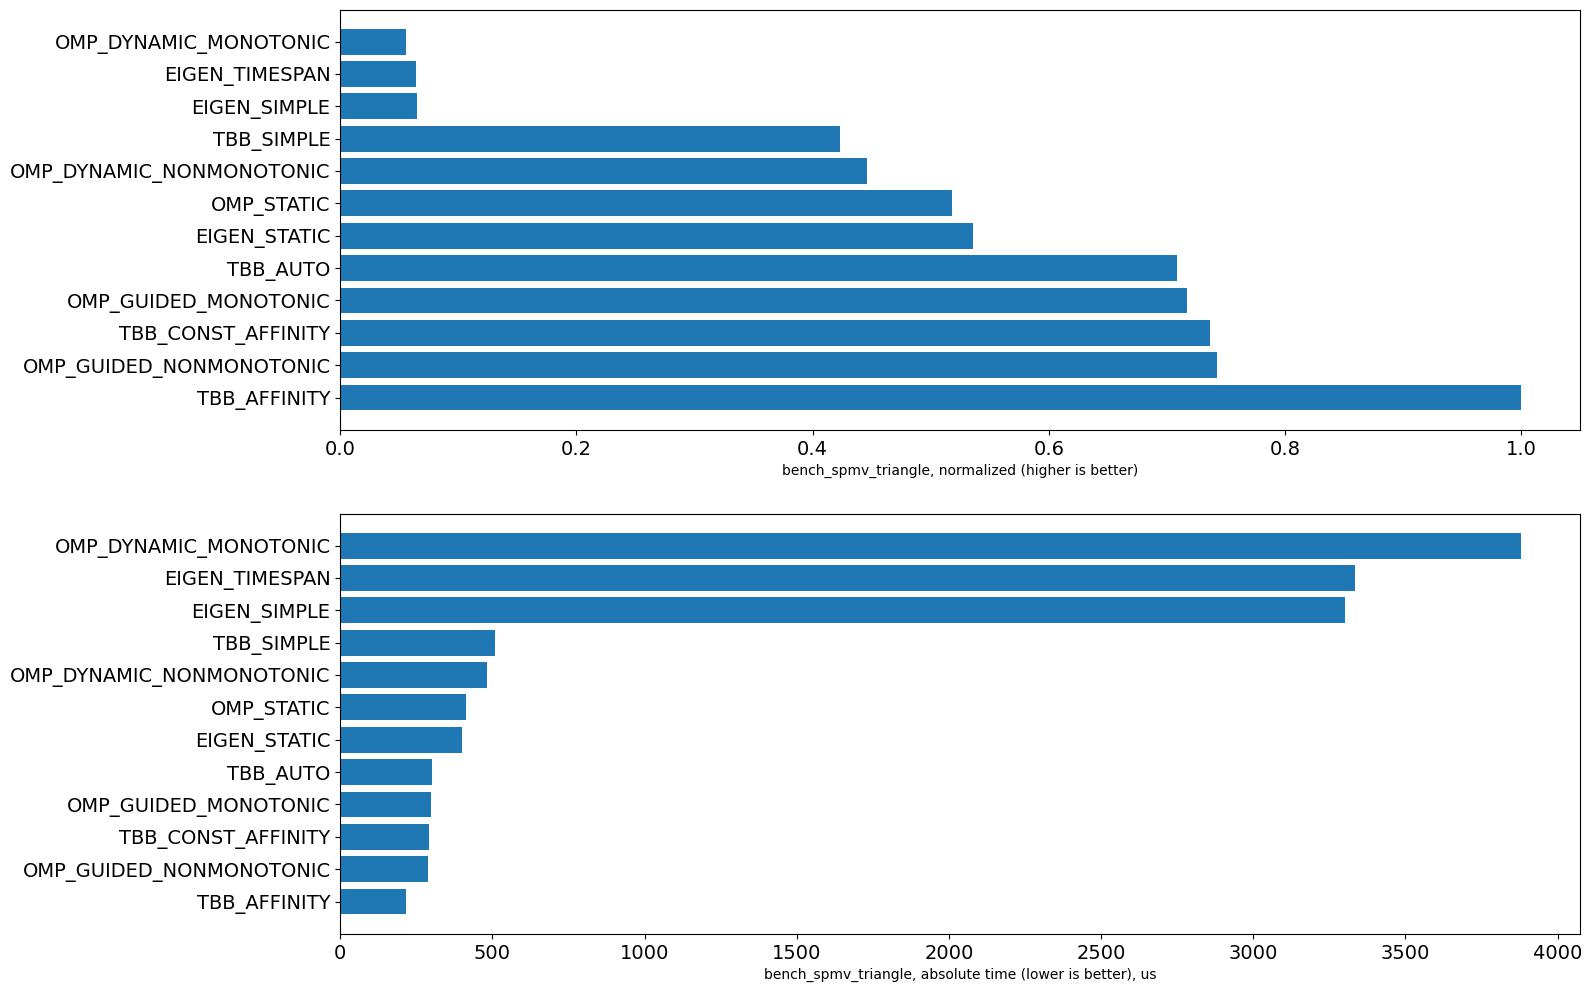 OMP_DYNAMIC_MONOTONIC
EIGEN_TIMESPAN
EIGEN_SIMPLE
TBB_SIMPLE
OMP_DYNAMIC_NONMONOTONIC
OMP_STATIC
EIGEN_STATIC
TBB_AUTO
OMP_GUIDED_MONOTONIC
TBB_CONST_AFFINITY
OMP_GUIDED_NONMONOTONIC
TBB_AFFINITY
0.0 0.2 0.4 0.6 0.8 1.0
bench_spmv_triangle, normalized (higher is better)
OMP_DYNAMIC_MONOTONIC
EIGEN_TIMESPAN
EIGEN_SIMPLE
TBB_SIMPLE
OMP_DYNAMIC_NONMONOTONIC
OMP_STATIC
EIGEN_STATIC
TBB_AUTO
OMP_GUIDED_MONOTONIC
TBB_CONST_AFFINITY
OMP_GUIDED_NONMONOTONIC
TBB_AFFINITY
0 500 1000 1500 2000 2500 3000 3500 4000
bench_spmv_triangle, absolute time (lower is better), us